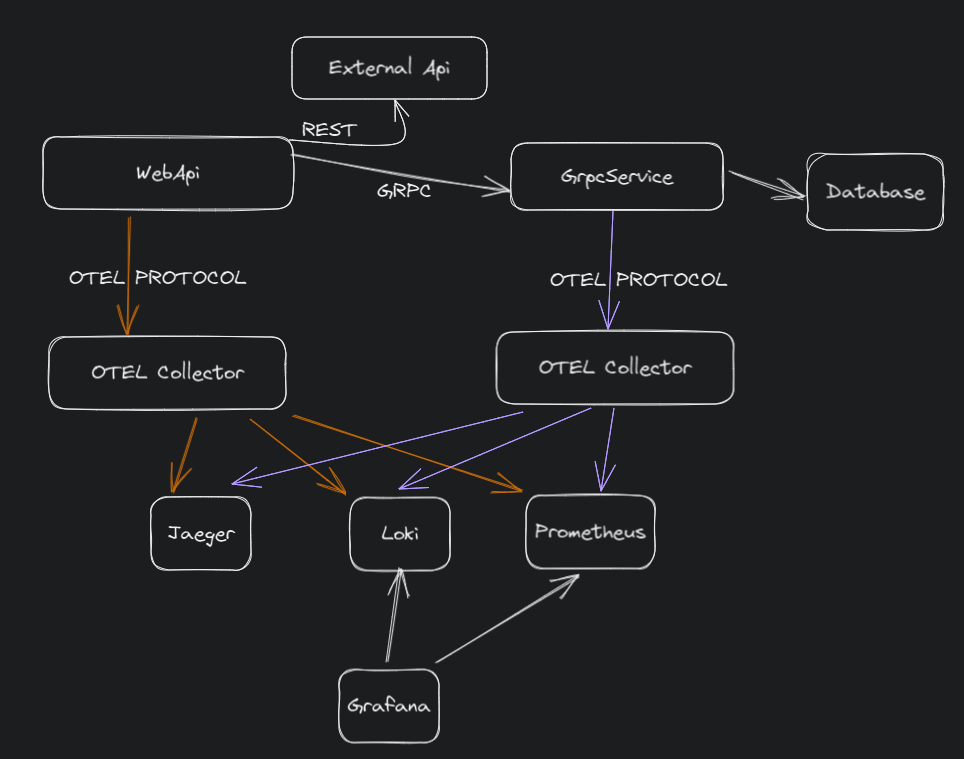 External Api
REST
WebApi
GRPC
GrpcService
Database
OTEL PROTOCOL
OTEL PROTOCOL
OTEL Collector
OTEL Collector
Jaeger
Loki
Prometheus
Grafana